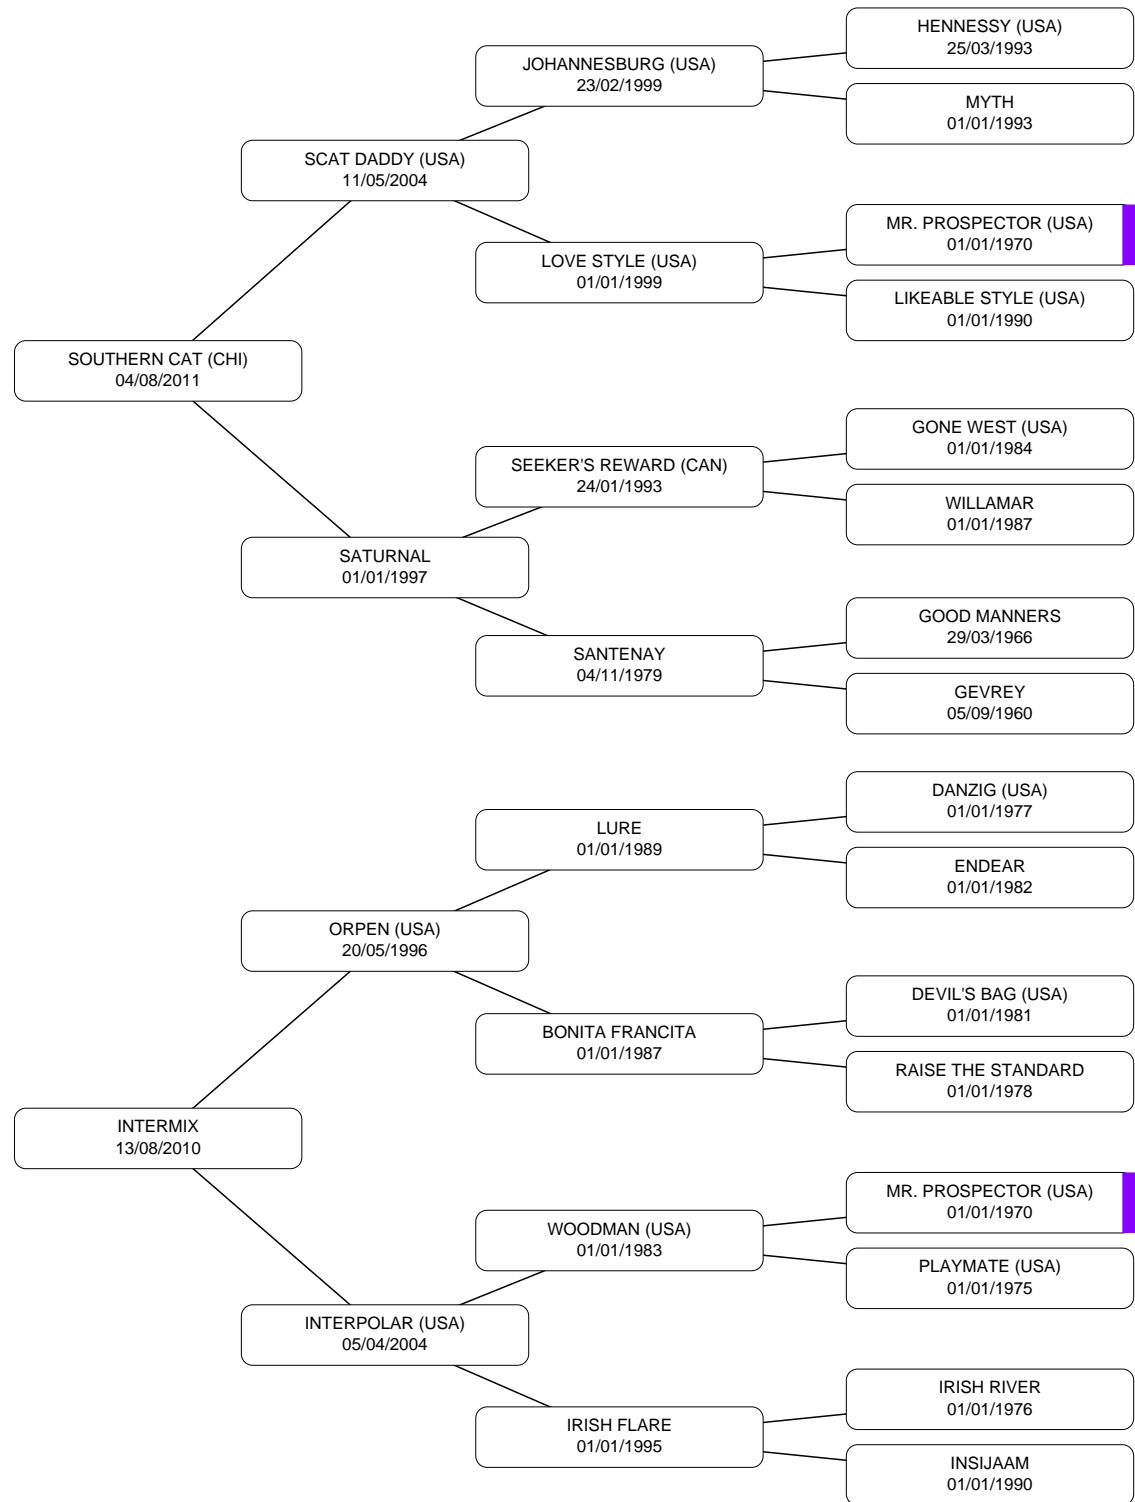 HENNESSY (USA)
25/03/1993
JOHANNESBURG (USA)
23/02/1999
MYTH
01/01/1993
SCAT DADDY (USA)
11/05/2004
MR. PROSPECTOR (USA)
01/01/1970
LOVE STYLE (USA)
01/01/1999
LIKEABLE STYLE (USA)
01/01/1990
SOUTHERN CAT (CHI)
04/08/2011
GONE WEST (USA)
01/01/1984
SEEKER'S REWARD (CAN)
24/01/1993
WILLAMAR
01/01/1987
SATURNAL
01/01/1997
GOOD MANNERS
29/03/1966
SANTENAY
04/11/1979
GEVREY
05/09/1960
DANZIG (USA)
01/01/1977
LURE
01/01/1989
ENDEAR
01/01/1982
ORPEN (USA)
20/05/1996
DEVIL'S BAG (USA)
01/01/1981
BONITA FRANCITA
01/01/1987
RAISE THE STANDARD
01/01/1978
INTERMIX
13/08/2010
MR. PROSPECTOR (USA)
01/01/1970
WOODMAN (USA)
01/01/1983
PLAYMATE (USA)
01/01/1975
INTERPOLAR (USA)
05/04/2004
IRISH RIVER
01/01/1976
IRISH FLARE
01/01/1995
INSIJAAM
01/01/1990